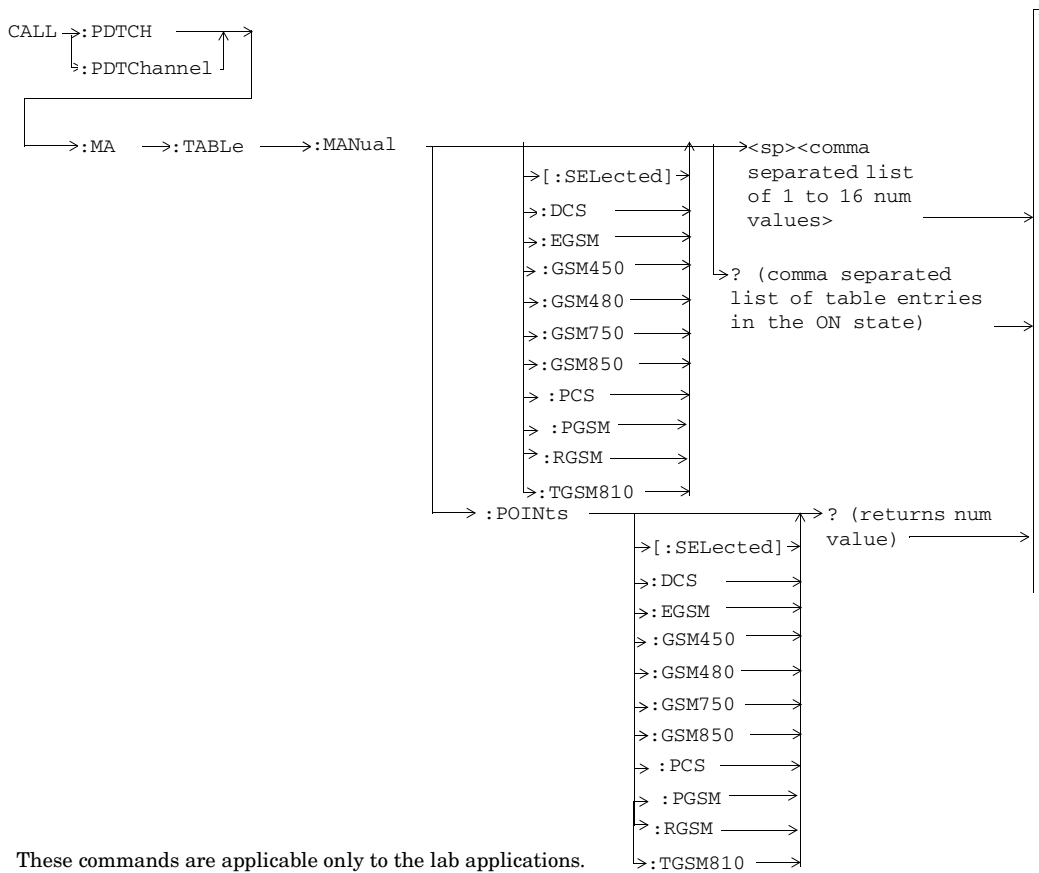 CALL :PDTCH
:PDTChannel
:MA :TABLe :MANual
<sp><comma
separated list
of 1 to 16 num
values>
[:SELected]
:DCS
:EGSM
:GSM450
:GSM480
:GSM750
:GSM850
:PCS
:PGSM
:RGSM
:TGSM810
? (comma separated
list of table entries
in the ON state)
:POINts
? (returns num
value)
[:SELected]
:DCS
:EGSM
:GSM450
:GSM480
:GSM750
:GSM850
:PCS
:PGSM
:RGSM
:TGSM810
These commands are applicable only to the lab applications.